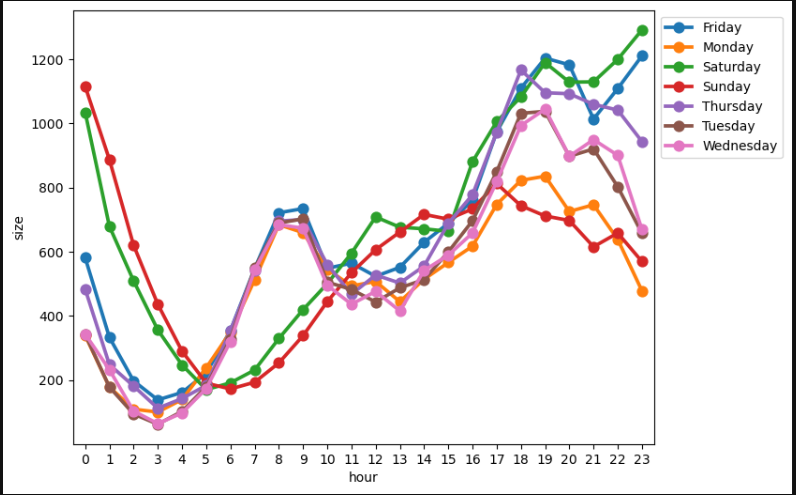 1200
1000
800
600
400
200
size
0 1 2 3 4 5 6 7 8 9 10 11 12 13 14 15 16 17 18 19 20 21 22 23
hour
Friday
Monday
Saturday
Sunday
Thursday
Tuesday
Wednesday